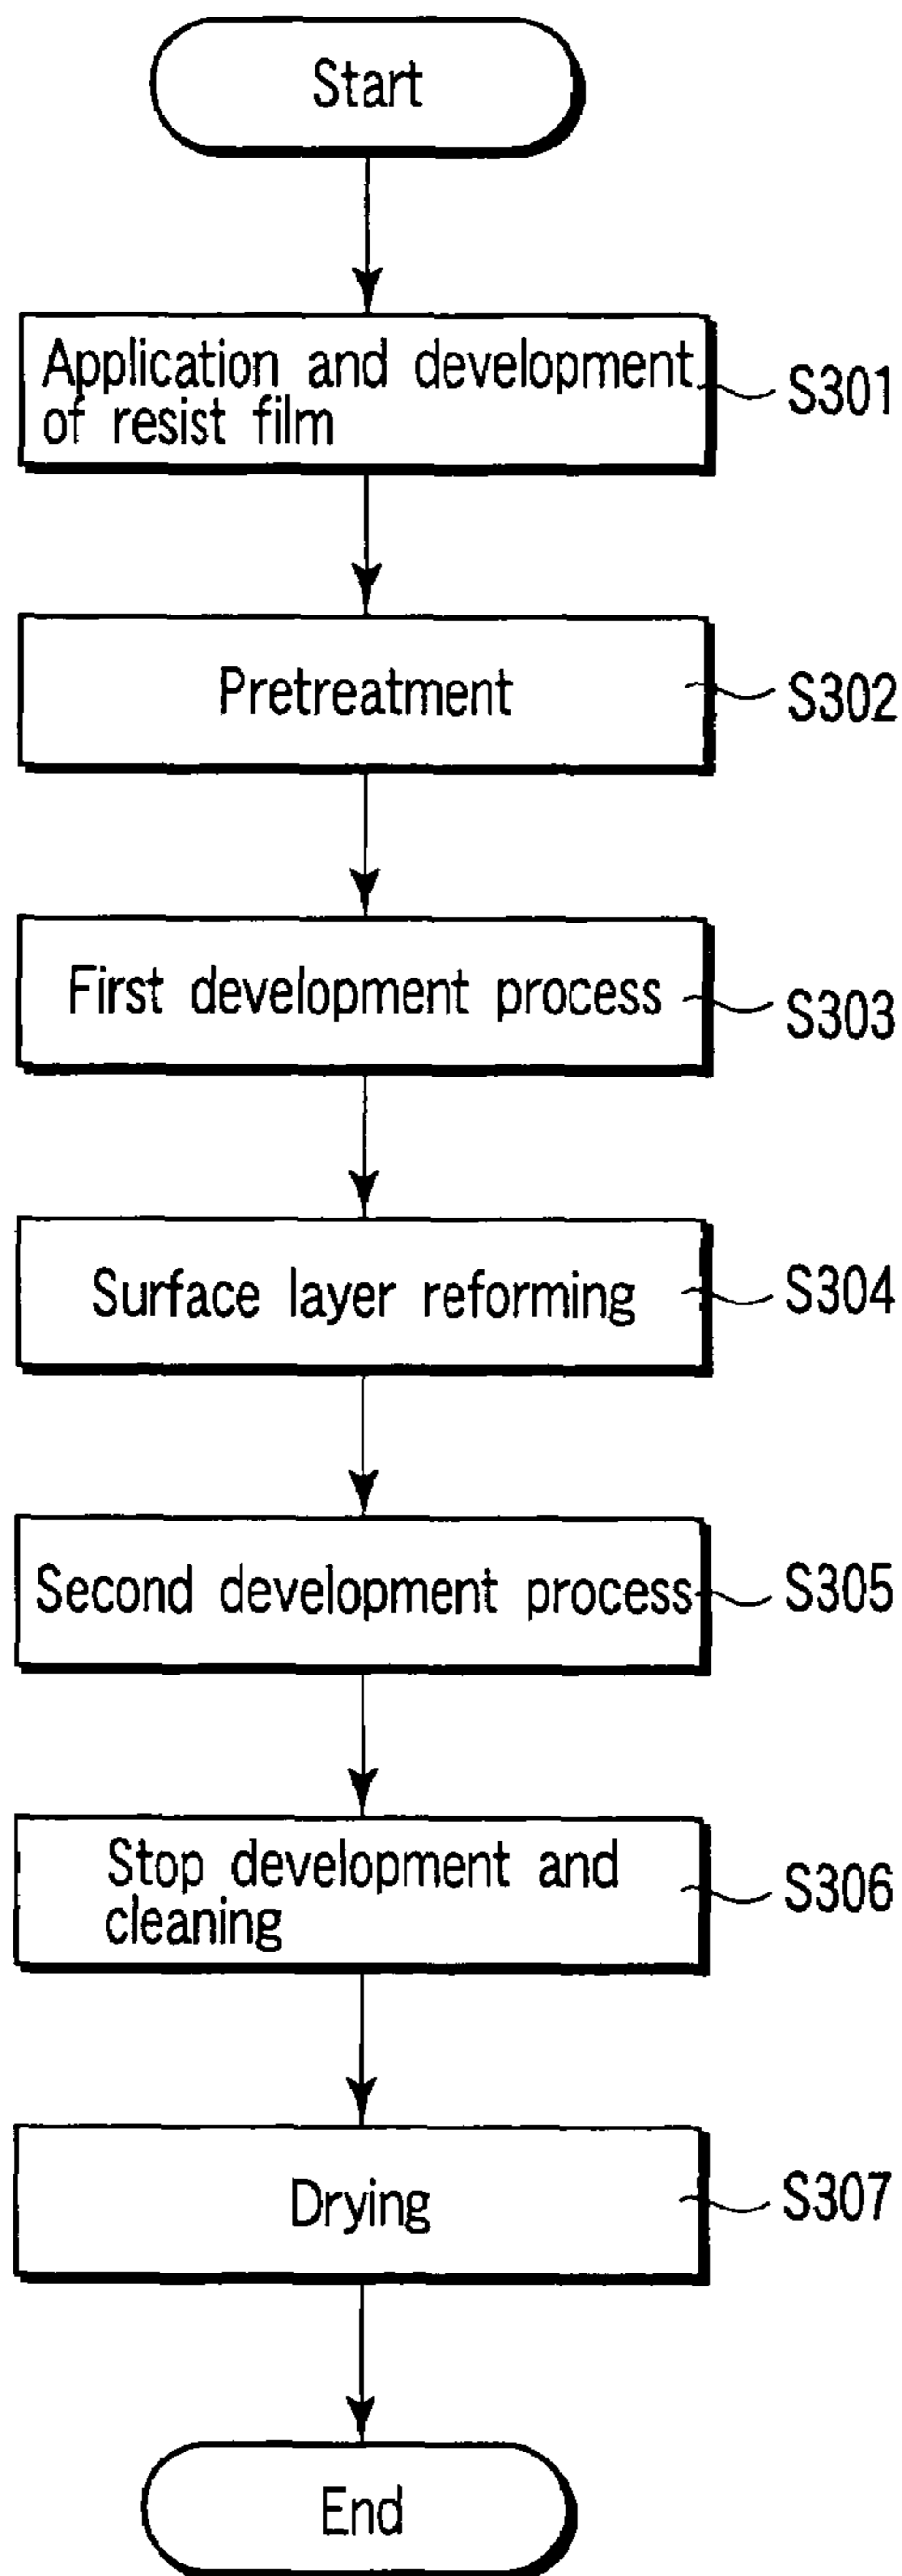 Start
Application and development
of resist film
S301
Pretreatment
S302
First development process
S303
Surface layer reforming
S304
Second development process
S305
Stop development and
cleaning
S306
Drying
S307
End